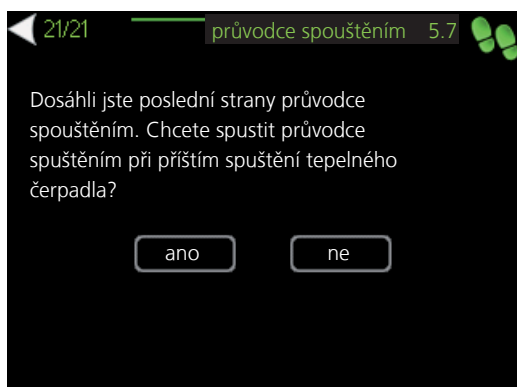 21/21 průvodce spouštěním 5.7
Dosáhli jste poslední strany průvodce
spouštěním. Chcete spustit průvodce
spuštěním při příštím spuštění tepelného
čerpadla?
ano ne